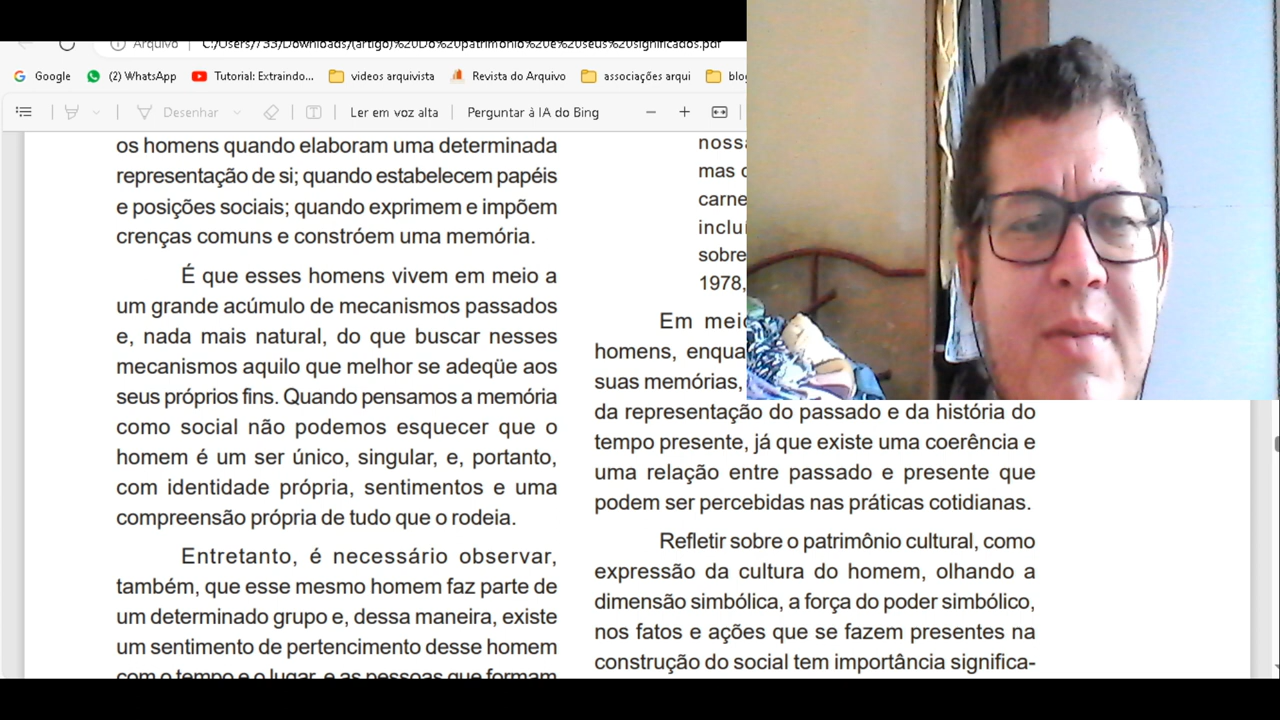 Arquivo C:/Users/733/Downloads/(artigo)%20Do%20patrimonio%20e%20seus%20significados.pdf
Google (2) WhatsApp Tutorial: Extraindo... videos arquivista Revista do Arquivo associações arqui
Desenhar Ler em voz alta Perguntar à IA do Bing
os homens quando elaboram uma determinada
representação de si; quando estabelecem papéis
e posições sociais; quando exprimem e impõem
crenças comuns e constróem uma memória.
É que esses homens vivem em meio a
um grande acúmulo de mecanismos passados
e, nada mais natural, do que buscar nesses
mecanismos aquilo que melhor se adeqüe aos
seus próprios fins. Quando pensamos a memória
como social não podemos esquecer que o
homem é um ser único, singular, e, portanto,
com identidade própria, sentimentos e uma
compreensão própria de tudo que o rodeia.
Entretanto, é necessário observar,
também, que esse mesmo homem faz parte de
um determinado grupo e, dessa maneira, existe
um sentimento de pertencimento desse homem
com o tempo e o lugar, e as pessoas que formam
mas
sobre
1978,
Em
homens,
suas memórias,
da representação do passado e da história do
tempo presente, já que existe uma coerência e
uma relação entre passado e presente que
podem ser percebidas nas práticas cotidianas.
Refletir sobre o patrimônio cultural, como
expressão da cultura do homem, olhando a
dimensão simbólica, a força do poder simbólico,
nos fatos e ações que se fazem presentes na
construção do social tem importância significa-